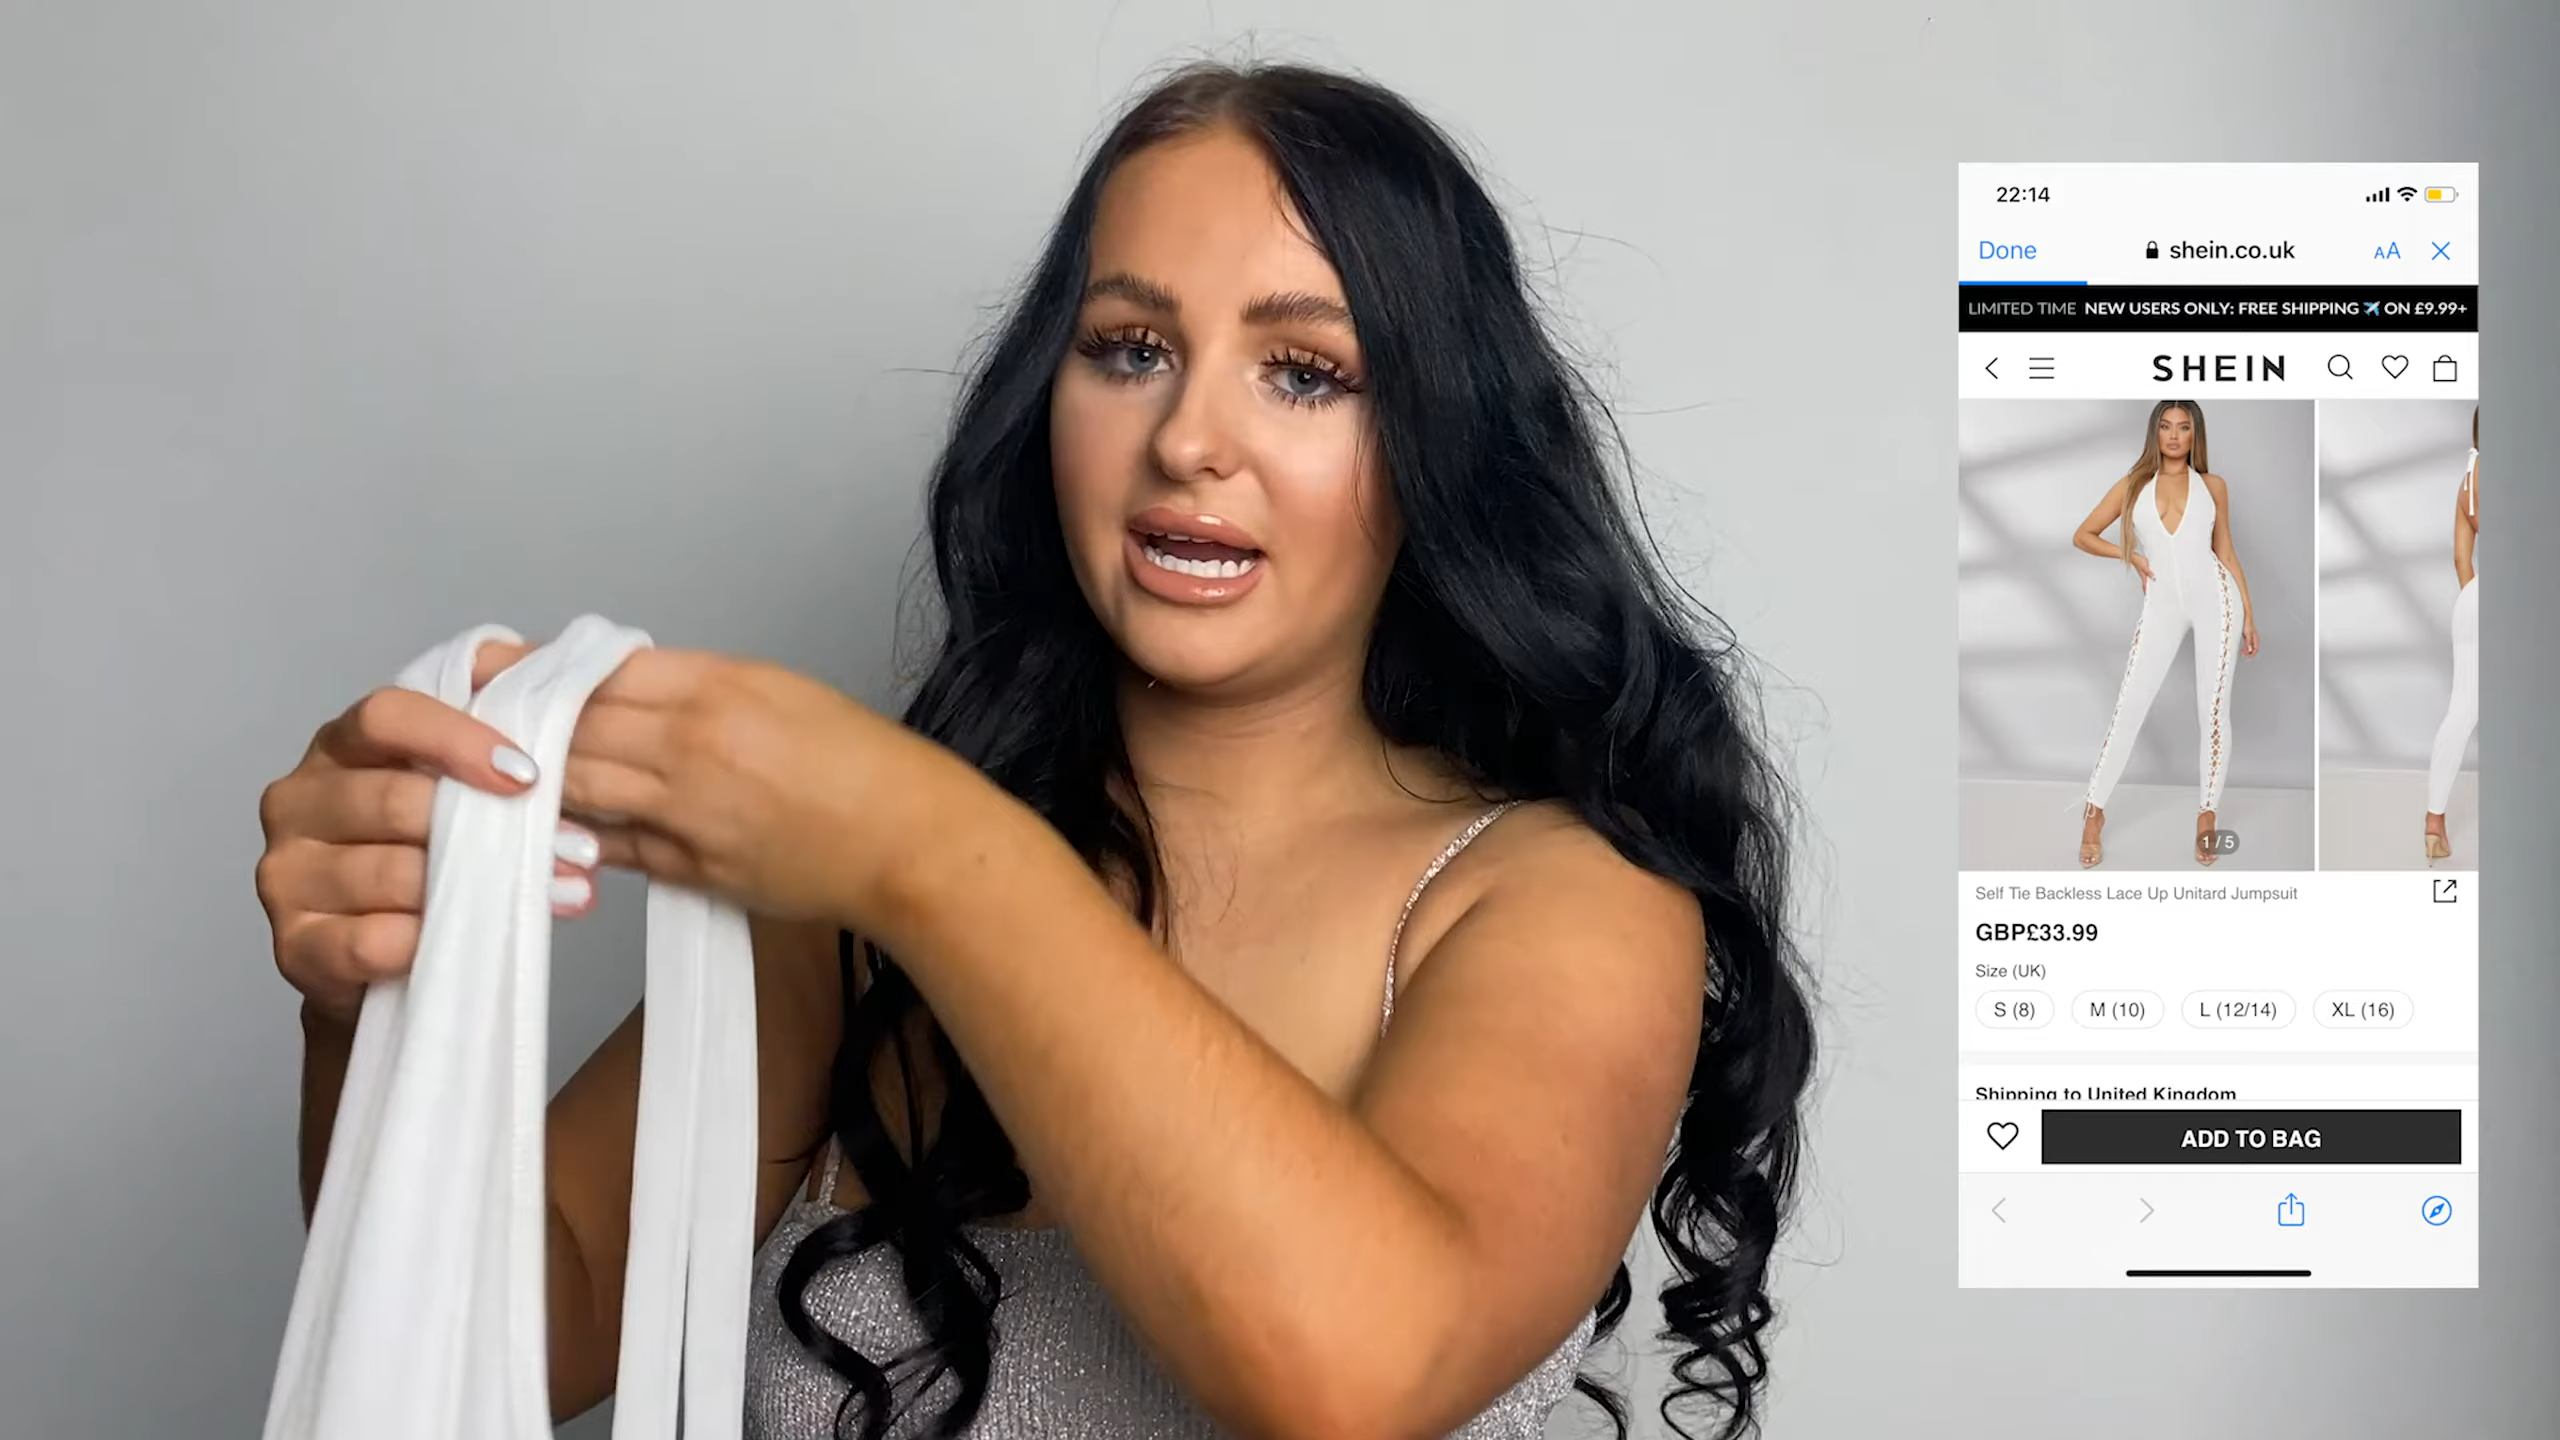 22:14
Done
shein.co.uk
AA
LIMITED TIME NEW USERS ONLY: FREE SHIPPING ✈️ ON £9.99+
SHEIN
1/5
Self Tie Backless Lace Up Unitard Jumpsuit
GBP£33.99
Size (UK)
S (8) M (10) L (12/14) XL (16)
Shipping to United Kingdom
ADD TO BAG